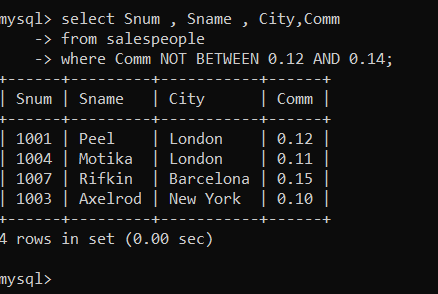 mysql> select Snum , Sname , City,Comm
    -> from salespeople
    -> where Comm NOT BETWEEN 0.12 AND 0.14;
+------+---------+-----------+------+
| Snum | Sname   | City      | Comm |
+------+---------+-----------+------+
| 1001 | Peel    | London    | 0.12 |
| 1004 | Motika  | London    | 0.11 |
| 1007 | Rifkin  | Barcelona | 0.15 |
| 1003 | Axelrod | New York  | 0.10 |
+------+---------+-----------+------+
4 rows in set (0.00 sec)
mysql>